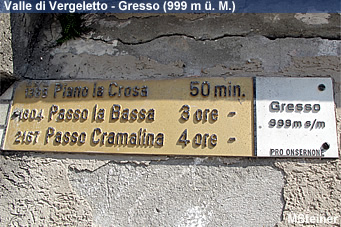 Valle di Vergeletto - Gresso (999 m ü. M.)
Piano la Cross 50 min.
1804 Passo la Bassa 3 ore -
2167 Passo Cramalina 4 ore -
Gresso
999 m s/m
PRO ONSERNONE
MSteiner